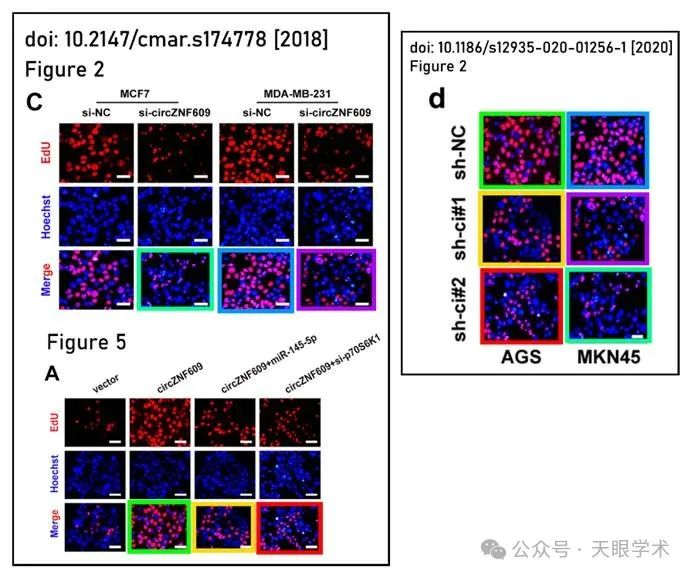 doi: 10.2147/cmar.s174778 [2018]
Figure 2
C
MCF7
MDA-MB-231
si-NC
si-circZNF609
si-NC
si-circZNF609
EdU
Hoechst
Merge
Figure 5
A
vector
circZNF609
circZNF609+miR-145-5p
circZNF609+si-p70S6K1
EdU
Hoechst
Merge
doi: 10.1186/s12935-020-01256-1 [2020]
Figure 2
d
sh-NC
sh-ci#1
sh-ci#2
AGS
MKN45
公众号·天眼学术